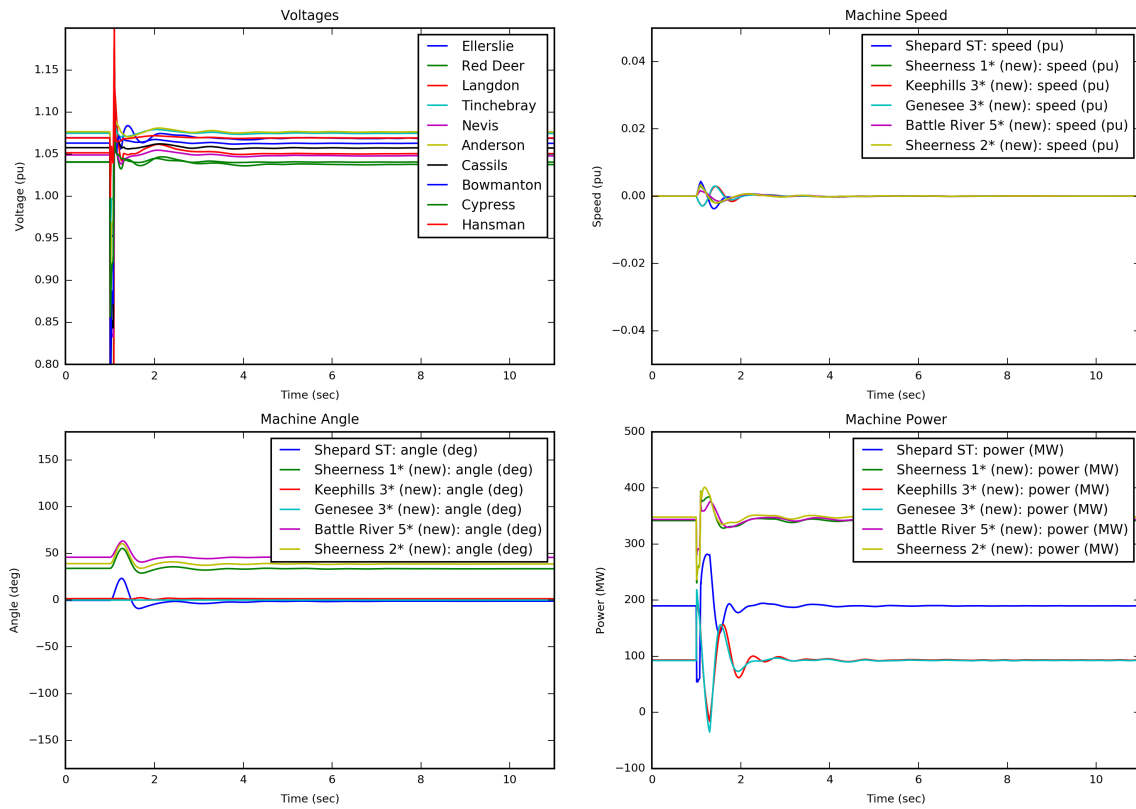 Voltages
Voltage (pu)
1.15
1.10
1.05
1.00
0.95
0.90
0.85
0.80
0
2
4
6
8
10
Time (sec)
Ellerslie
Red Deer
Langdon
Tinchebray
Nevis
Anderson
Cassils
Bowmanton
Cypress
Hansman
Machine Speed
Speed (pu)
0.04
0.02
0.00
−0.02
−0.04
0
2
4
6
8
10
Time (sec)
Shepard ST: speed (pu)
Sheerness 1* (new): speed (pu)
Keephills 3* (new): speed (pu)
Genesee 3* (new): speed (pu)
Battle River 5* (new): speed (pu)
Sheerness 2* (new): speed (pu)
Machine Angle
Angle (deg)
150
100
50
0
−50
−100
−150
0
2
4
6
8
10
Time (sec)
Shepard ST: angle (deg)
Sheerness 1* (new): angle (deg)
Keephills 3* (new): angle (deg)
Genesee 3* (new): angle (deg)
Battle River 5* (new): angle (deg)
Sheerness 2* (new): angle (deg)
Machine Power
Power (MW)
500
400
300
200
100
0
−100
0
2
4
6
8
10
Time (sec)
Shepard ST: power (MW)
Sheerness 1* (new): power (MW)
Keephills 3* (new): power (MW)
Genesee 3* (new): power (MW)
Battle River 5* (new): power (MW)
Sheerness 2* (new): power (MW)